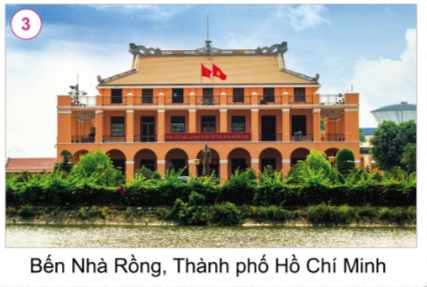 3
Bến Nhà Rồng, Thành phố Hồ Chí Minh